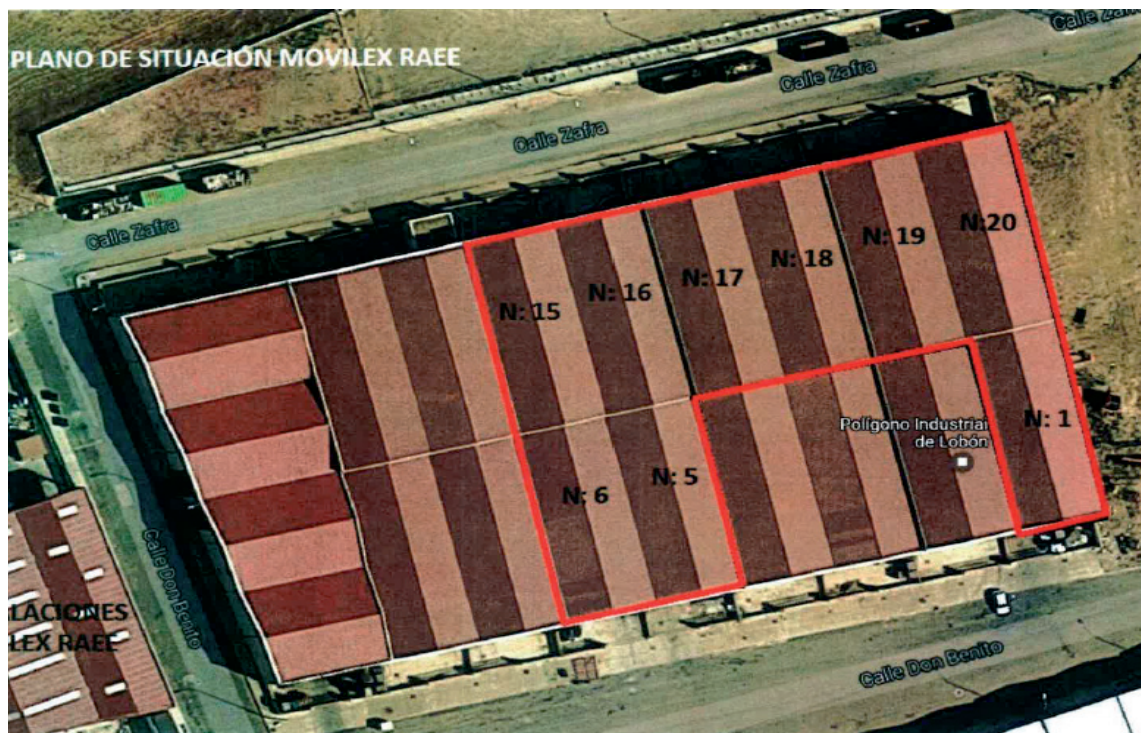 PLANO DE SITUACIÓN MOVILEX RAEE
Calle Zafra
Calle Zafra
Calle Zafra
Calle Zafra
N: 15
N: 16
N: 17
N: 18
N: 19
N:20
Polígono Industrial
de Lobón
N: 1
N: 6
N: 5
Calle Don Benito
LACIONES
LEX RAEE
Calle Don Benito